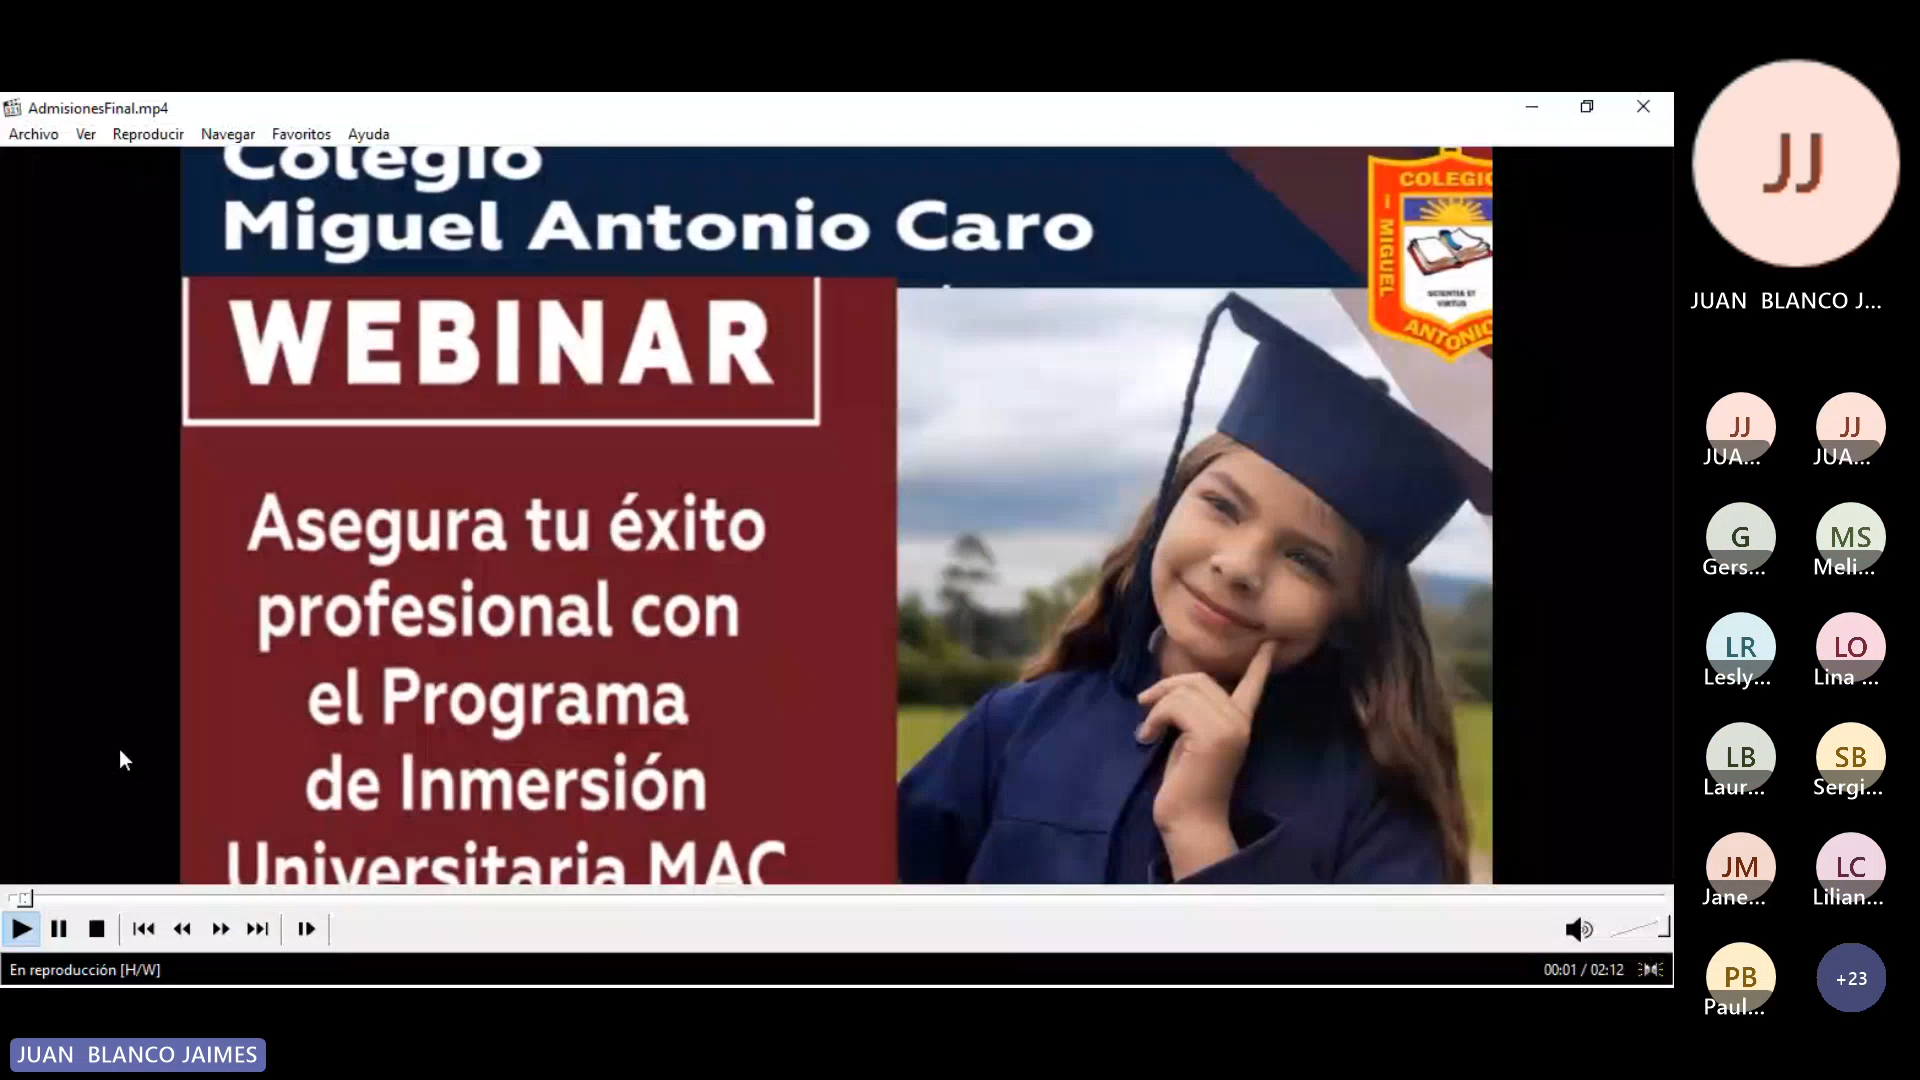 AdmisionesFinal.mp4
Archivo Ver Reproducir Navegar Favoritos Ayuda
Colegio
Miguel Antonio Caro
COLEGIO
MIGUEL
SCIENTIA ET
VIRTUS
ANTONIO
WEBINAR
Asegura tu éxito
profesional con
el Programa
de Inmersión
Universitaria MAC
En reproducción [H/W]
00:01 / 02:12
JUAN BLANCO JAIMES
JJ
JUAN BLANCO J...
JJ JJ
JUA... JUA...
G MS
Gers... Meli...
LR LO
Lesly... Lina ...
LB SB
Laur... Sergi...
JM LC
Jane... Lilian...
PB +23
Paul...